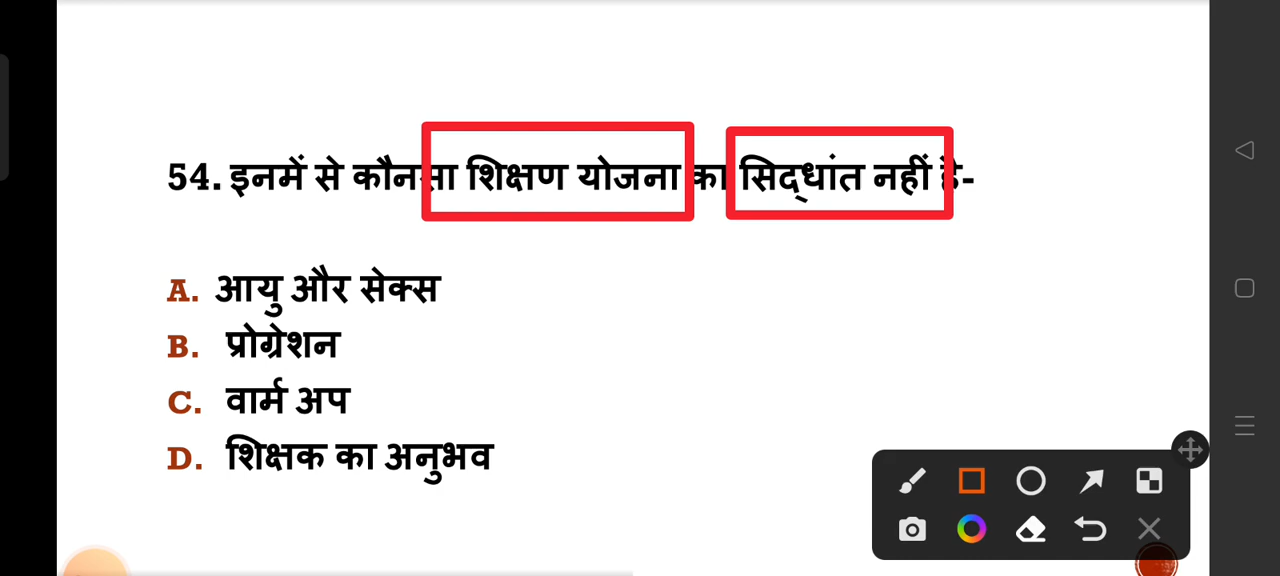 54. इनमें से कौनसा शिक्षण योजना का सिद्धांत नहीं है-
A. आयु और सेक्स
B. प्रोग्रेशन
C. वार्म अप
D. शिक्षक का अनुभव